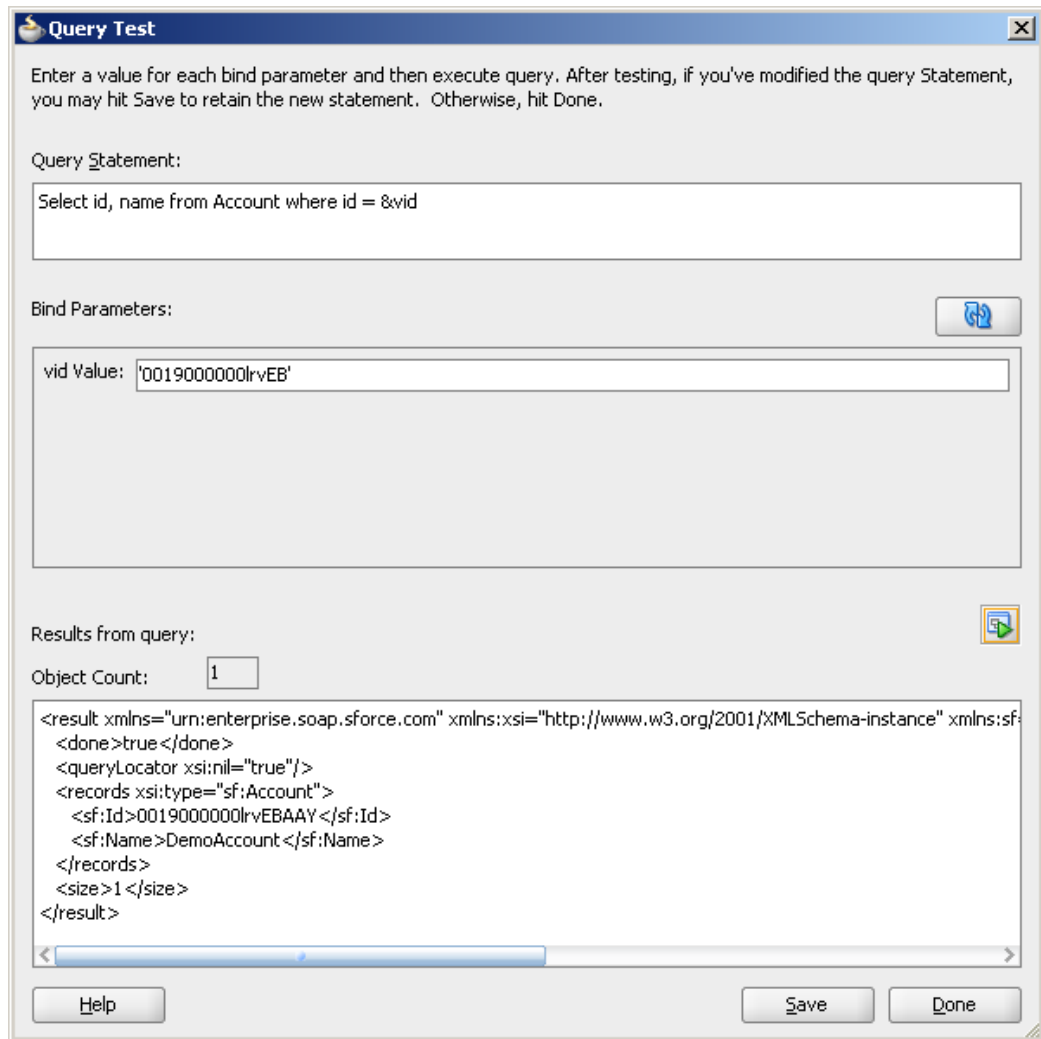 Query Test
Enter a value for each bind parameter and then execute query. After testing, if you've modified the query Statement,
you may hit Save to retain the new statement.  Otherwise, hit Done.
Query Statement:
Select id, name from Account where id = &vid
Bind Parameters:
vid Value: '0019000000lrvEB'
Results from query:
Object Count: 1
<result xmlns="urn:enterprise.soap.sforce.com" xmlns:xsi="http://www.w3.org/2001/XMLSchema-instance" xmlns:sf=
<done>true</done>
<queryLocator xsi:nil="true"/>
<records xsi:type="sf:Account">
<sf:Id>0019000000lrvEBAAY</sf:Id>
<sf:Name>DemoAccount</sf:Name>
</records>
<size>1</size>
</result>
Help Save Done